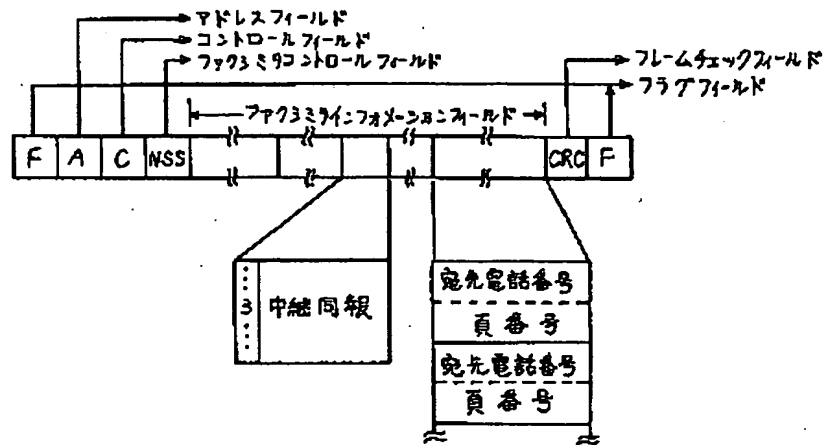 アドレスフィールド
コントロールフィールド
ファクシミリコントロールフィールド
フレームチェックフィールド
フラグフィールド
ファクシミリインフォメーションフィールド
F A C NSS CRC F
3 中継同報
宛先電話番号
頁番号
宛先電話番号
頁番号